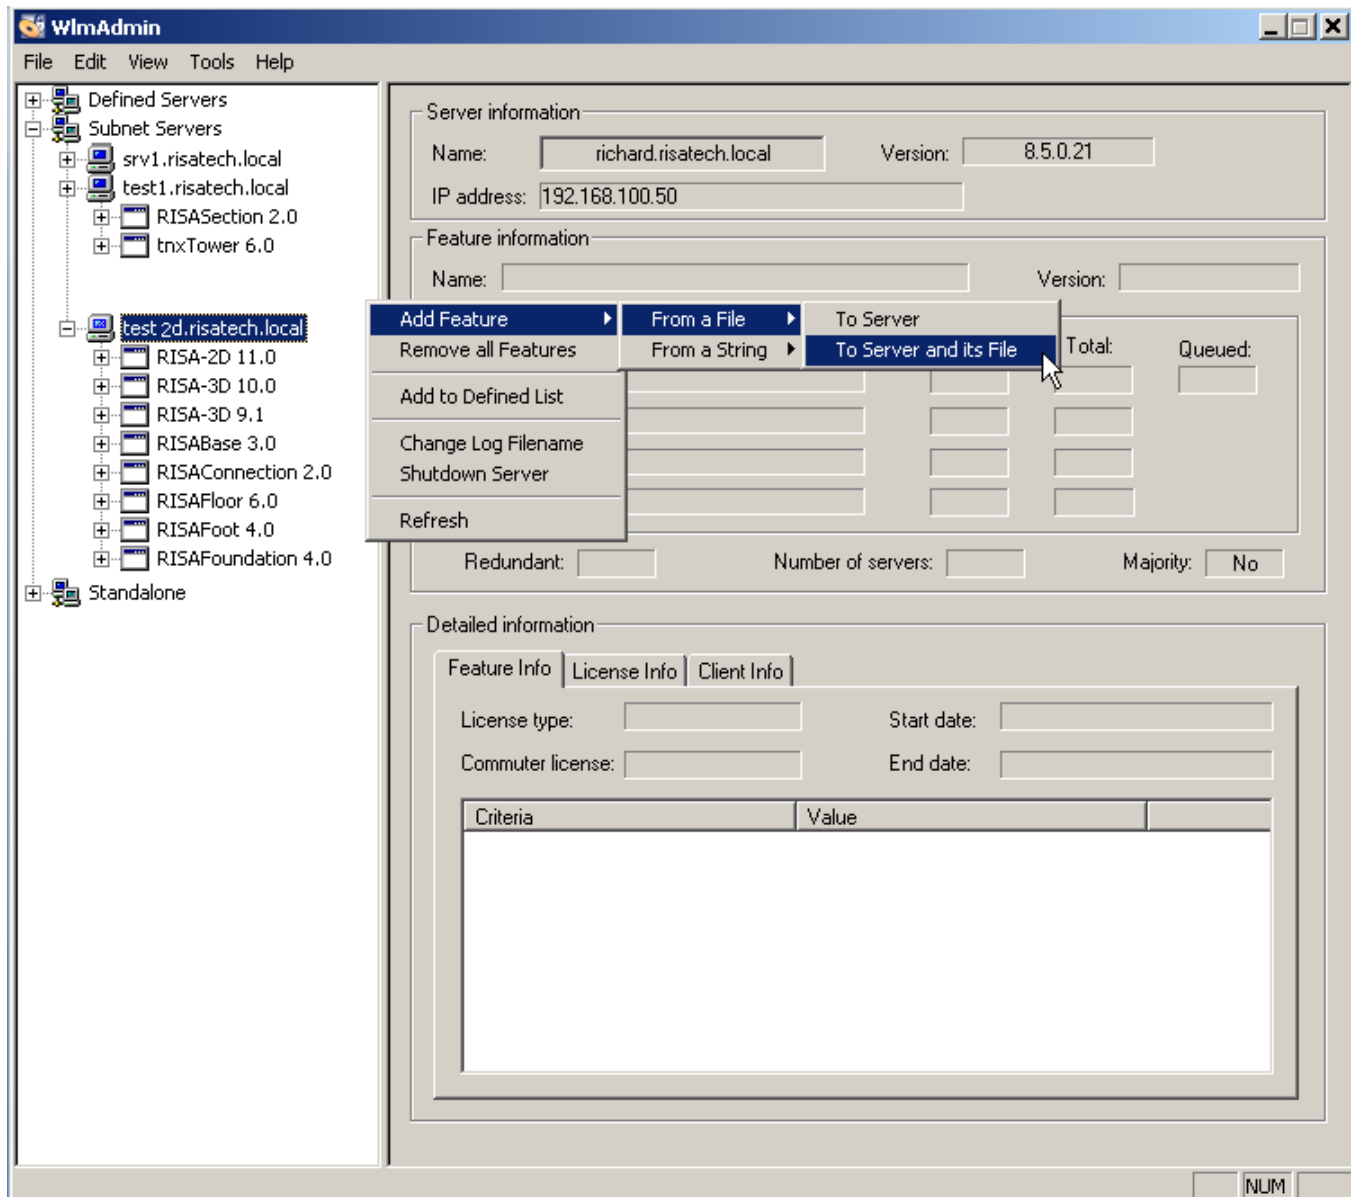 WlmAdmin
File Edit View Tools Help
Defined Servers
Subnet Servers
srv1.risatech.local
test1.risatech.local
RISASection 2.0
tnxTower 6.0
test 2d.risatech.local
RISA-2D 11.0
RISA-3D 10.0
RISA-3D 9.1
RISABase 3.0
RISAConnection 2.0
RISAFloor 6.0
RISAFoot 4.0
RISAFoundation 4.0
Standalone
Server information
Name: richard.risatech.local Version: 8.5.0.21
IP address: 192.168.100.50
Feature information
Name: Version:
Add Feature
Remove all Features
Add to Defined List
Change Log Filename
Shutdown Server
Refresh
From a File
From a String
To Server
To Server and its File
Total: Queued:
Redundant: Number of servers: Majority: No
Detailed information
Feature Info License Info Client Info
License type: Start date:
Commuter license: End date:
Criteria Value
NUM